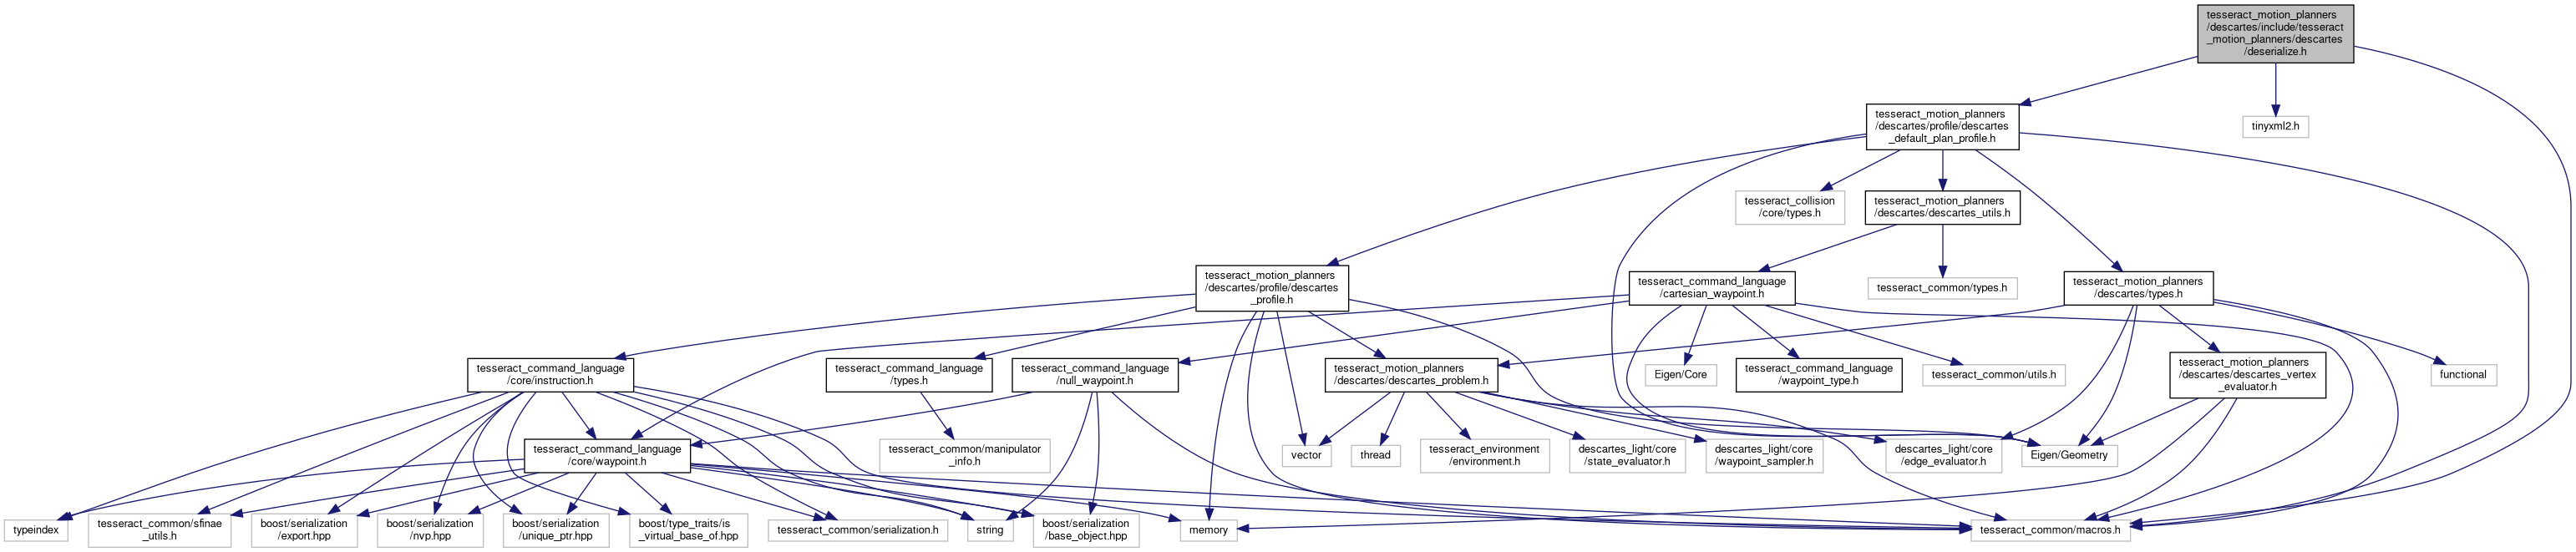 tesseract_motion_planners
/descartes/include/tesseract
_motion_planners/descartes
/deserialize.h
tesseract_motion_planners
/descartes/profile/descartes
_default_plan_profile.h
tinyxml2.h
tesseract_collision
/core/types.h
tesseract_motion_planners
/descartes/descartes_utils.h
tesseract_motion_planners
/descartes/profile/descartes
_profile.h
tesseract_command_language
/cartesian_waypoint.h
tesseract_common/types.h
tesseract_motion_planners
/descartes/types.h
tesseract_command_language
/core/instruction.h
tesseract_command_language
/types.h
tesseract_command_language
/null_waypoint.h
tesseract_motion_planners
/descartes/descartes_problem.h
Eigen/Core
tesseract_command_language
/waypoint_type.h
tesseract_common/utils.h
tesseract_motion_planners
/descartes/descartes_vertex
_evaluator.h
functional
tesseract_command_language
/core/waypoint.h
tesseract_common/manipulator
_info.h
vector
thread
tesseract_environment
/environment.h
descartes_light/core
/state_evaluator.h
descartes_light/core
/waypoint_sampler.h
descartes_light/core
/edge_evaluator.h
Eigen/Geometry
typeindex
tesseract_common/sfinae
_utils.h
boost/serialization
/export.hpp
boost/serialization
/nvp.hpp
boost/serialization
/unique_ptr.hpp
boost/type_traits/is
_virtual_base_of.hpp
tesseract_common/serialization.h
string
boost/serialization
/base_object.hpp
memory
tesseract_common/macros.h